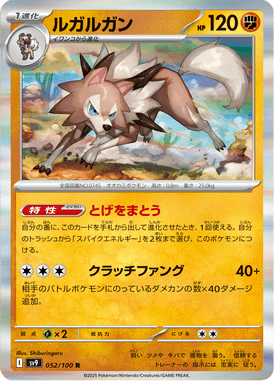 1進化
ルガルガン
HP 120
イワンコから進化
全国図鑑NO.0745 オオカミポケモン 高さ:0.8m 重さ:25.0kg
特性 とげをまとう
自分の番に、このカードを手札から出して進化させたとき、1回使える。自分
のトラッシュから「スパイクエネルギー」を2枚まで選び、このポケモンにつ
ける。
クラッチファング 40+
相手のバトルポケモンにのっているダメカンの数×40ダメージ
追加。
弱点 ×2 抵抗力 にげる
Illus. Shiburingaru
sv9 052/100 R
©2025 Pokémon/Nintendo/Creatures/GAME FREAK.